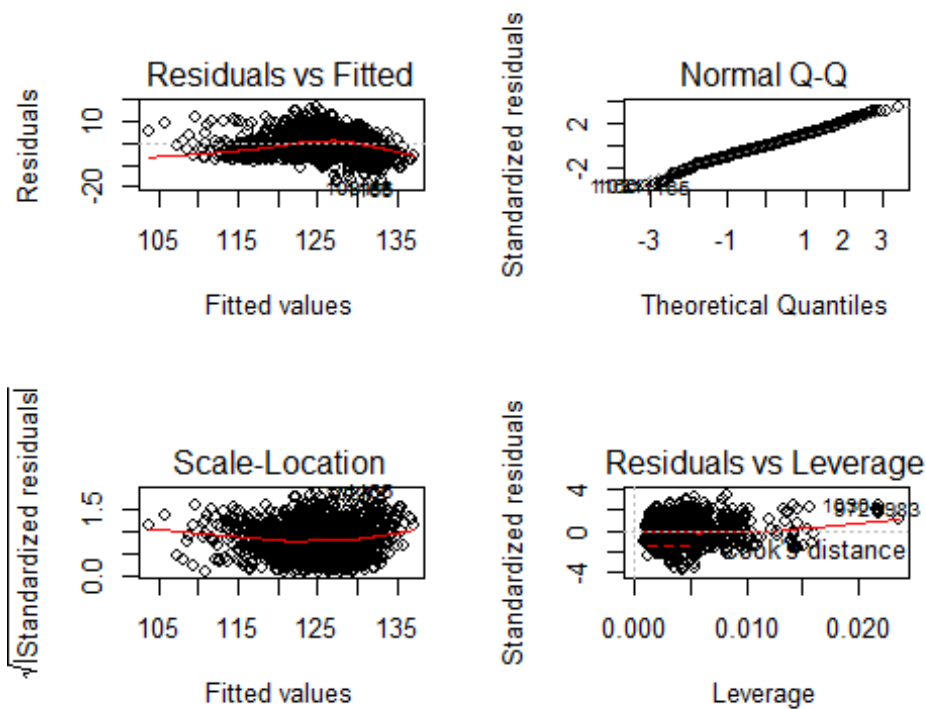 Residuals vs Fitted
Residuals
10
-20
105 115 125 135
Fitted values
Normal Q-Q
Standardized residuals
2
-2
-3 -1 1 2 3
Theoretical Quantiles
Scale-Location
√|Standardized residuals|
1.5
0.0
105 115 125 135
Fitted values
Residuals vs Leverage
Standardized residuals
4
0
-4
Cook's distance
0.000 0.010 0.020
Leverage